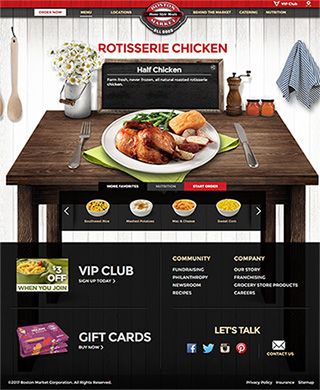 ORDER NOW
MENU
LOCATIONS
BOSTON
MARKET
BEHIND THE MARKET
CATERING
NUTRITION
VIP Club
ROTISSERIE CHICKEN
Half Chicken
Farm fresh, never frozen, all natural roasted rotisserie
chicken.
MORE FAVORITES
NUTRITION
START ORDER
Southwest Rice
Mashed Potatoes
Mac & Cheese
Sweet Corn
$3
OFF
WHEN YOU JOIN
VIP CLUB
SIGN UP TODAY >
GIFT CARDS
BUY NOW >
COMMUNITY
FUNDRAISING
PHILANTHROPY
NEWSROOM
RECIPES
COMPANY
OUR STORY
FRANCHISING
GROCERY STORE PRODUCTS
CAREERS
LET'S TALK
CONTACT US
©2017 Boston Market Corporation. All Rights Reserved.
Privacy Policy
Insurance
Sitemap